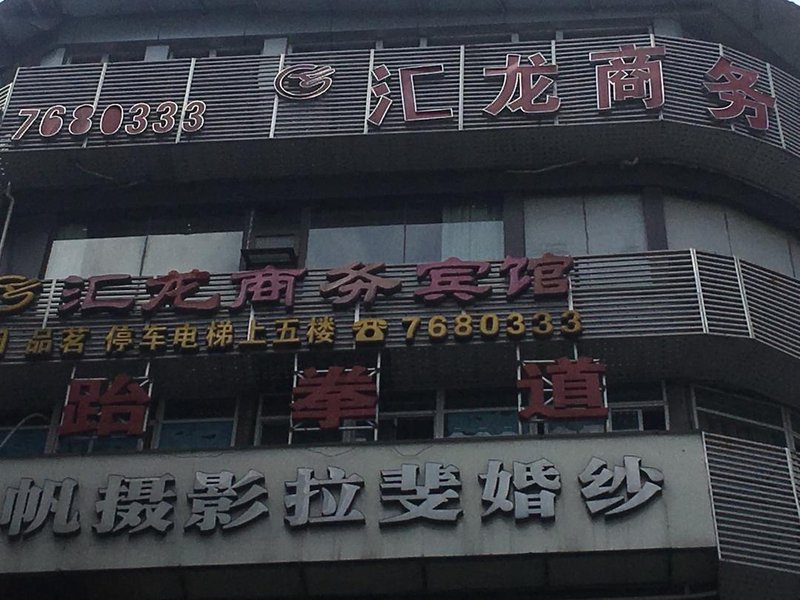 7680333 汇龙商务
汇龙商务宾馆
品茗 停车电梯上五楼 ☎ 7680333
跆拳道
帆摄影拉斐婚纱